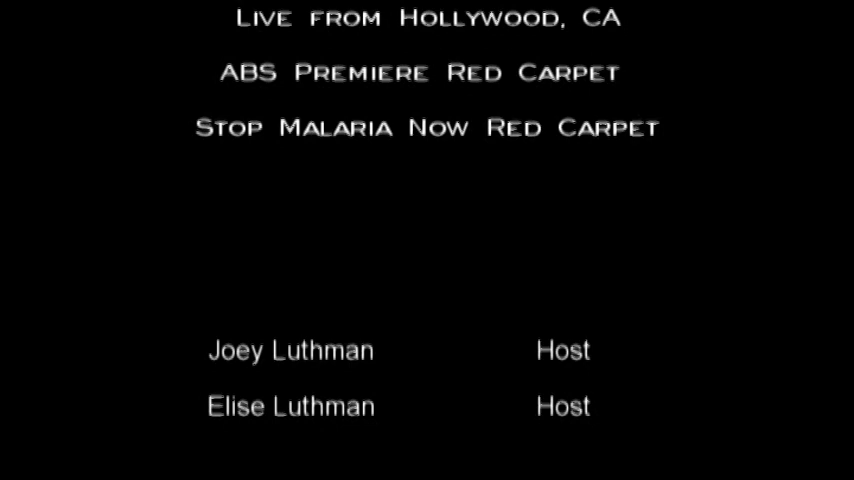 Live from Hollywood, CA
ABS Premiere Red Carpet
Stop Malaria Now Red Carpet
Joey Luthman Host
Elise Luthman Host